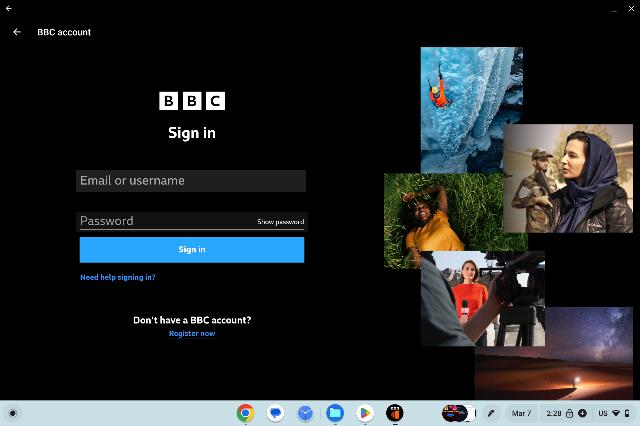 BBC account
BBC
Sign in
Email or username
Password
Show password
Sign in
Need help signing in?
Don't have a BBC account?
Register now
Mar 7
2:28
US